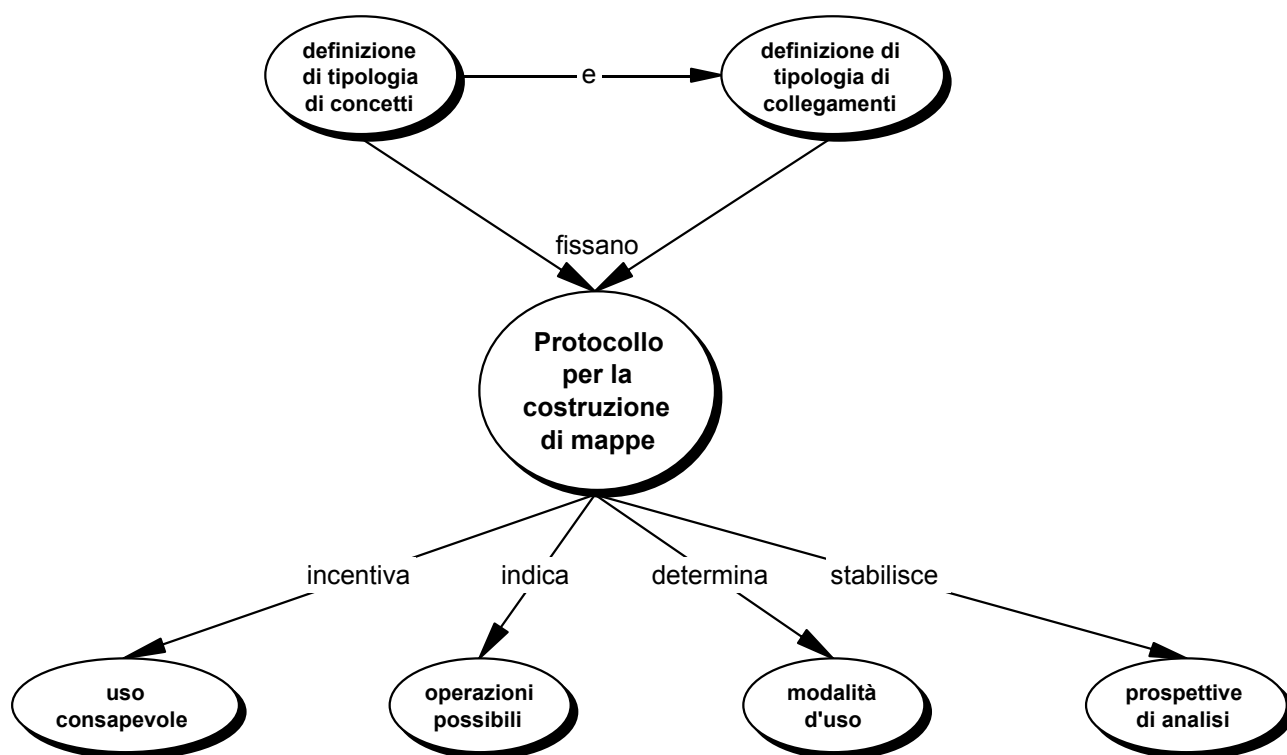 definizione
di tipologia
di concetti
e
definizione di
tipologia di
collegamenti
fissano
Protocollo
per la
costruzione
di mappe
incentiva
indica
determina
stabilisce
uso
consapevole
operazioni
possibili
modalità
d'uso
prospettive
di analisi